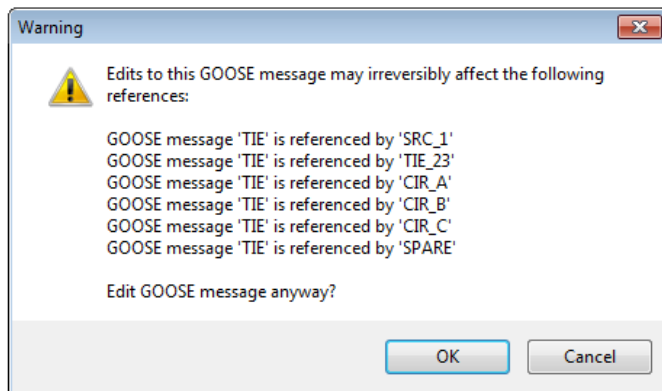 Warning
Edits to this GOOSE message may irreversibly affect the following
references:
GOOSE message 'TIE' is referenced by 'SRC_1'
GOOSE message 'TIE' is referenced by 'TIE_23'
GOOSE message 'TIE' is referenced by 'CIR_A'
GOOSE message 'TIE' is referenced by 'CIR_B'
GOOSE message 'TIE' is referenced by 'CIR_C'
GOOSE message 'TIE' is referenced by 'SPARE'
Edit GOOSE message anyway?
OK Cancel